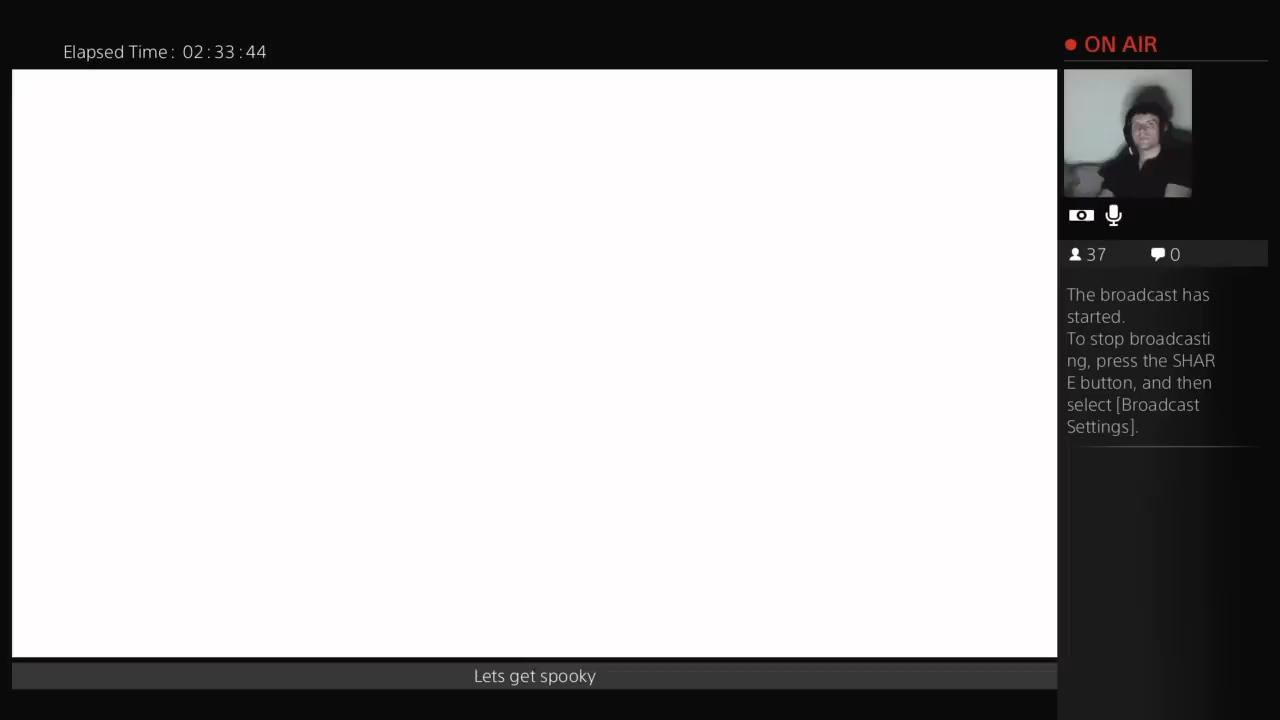 Elapsed Time: 02:33:44
ON AIR
37 0
The broadcast has
started.
To stop broadcasti
ng, press the SHAR
E button, and then
select [Broadcast
Settings].
Lets get spooky